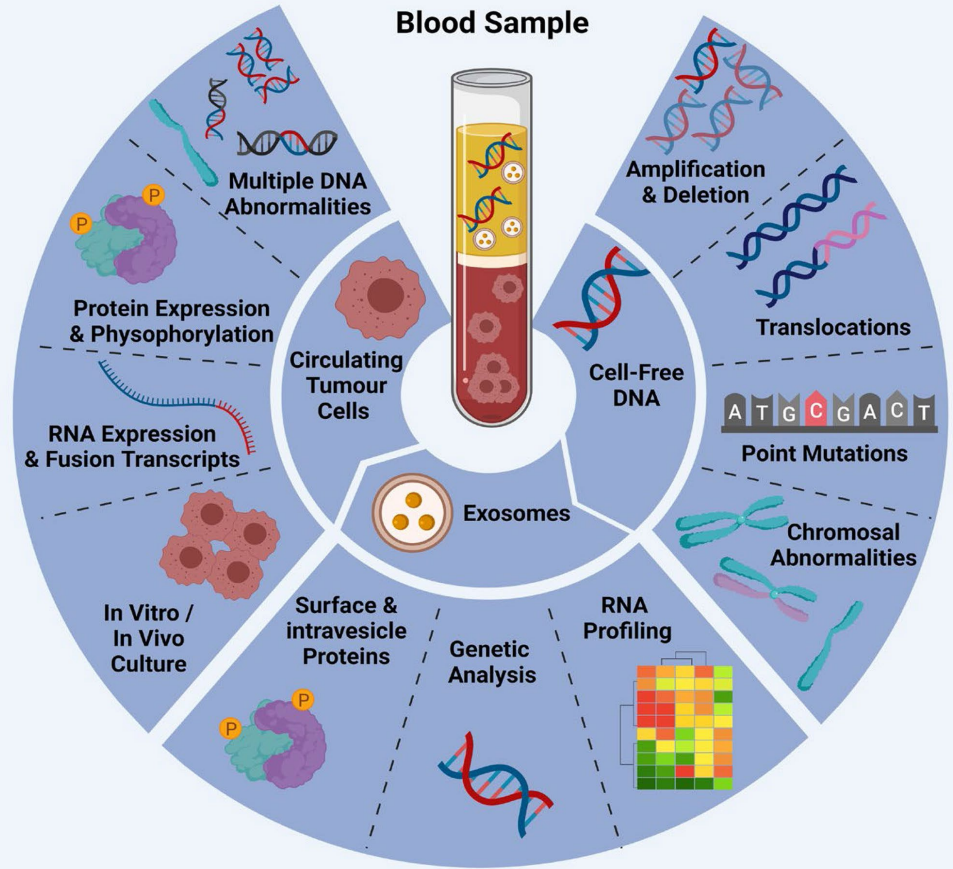 Blood Sample
Multiple DNA
Abnormalities
P
P
Protein Expression
& Physophorylation
RNA Expression
& Fusion Transcripts
In Vitro /
In Vivo
Culture
Circulating
Tumour
Cells
Cell-Free
DNA
Exosomes
Amplification
& Deletion
Translocations
A T G C G A C T
Point Mutations
Chromosal
Abnormalities
Surface &
intravesicle
Proteins
P
P
Genetic
Analysis
RNA
Profiling